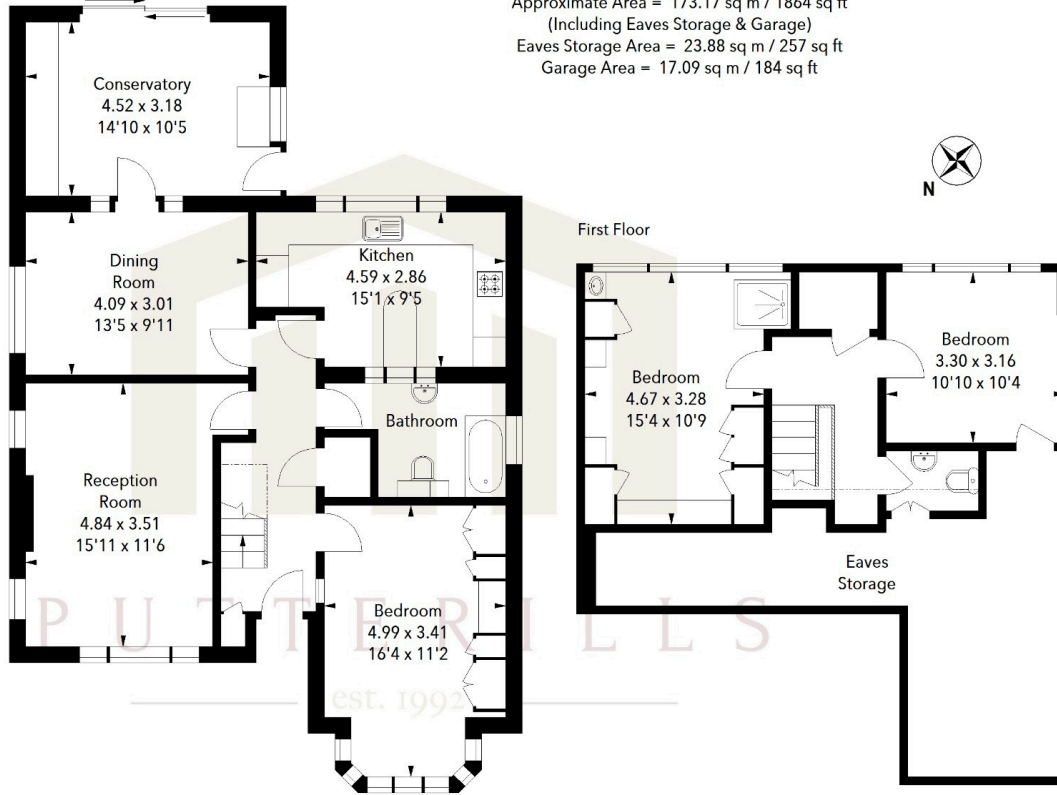 Approximate Area = 173.17 sq m / 1864 sq ft
(Including Eaves Storage & Garage)
Eaves Storage Area = 23.88 sq m / 257 sq ft
Garage Area = 17.09 sq m / 184 sq ft
Conservatory
4.52 x 3.18
14'10 x 10'5
N
First Floor
Dining
Room
4.09 x 3.01
13'5 x 9'11
Kitchen
4.59 x 2.86
15'1 x 9'5
Bedroom
4.67 x 3.28
15'4 x 10'9
Bedroom
3.30 x 3.16
10'10 x 10'4
Bathroom
Reception
Room
4.84 x 3.51
15'11 x 11'6
Eaves
Storage
Bedroom
4.99 x 3.41
16'4 x 11'2
PUTTERILLS
est. 1992